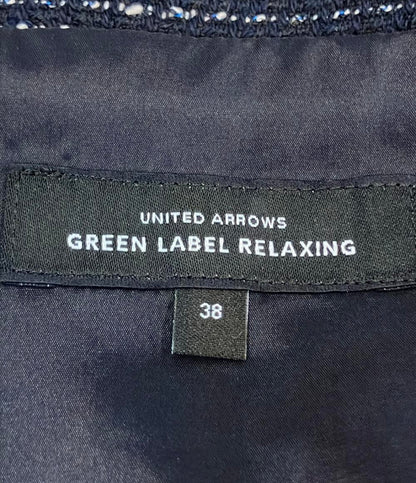 UNITED ARROWS
GREEN LABEL RELAXING
38